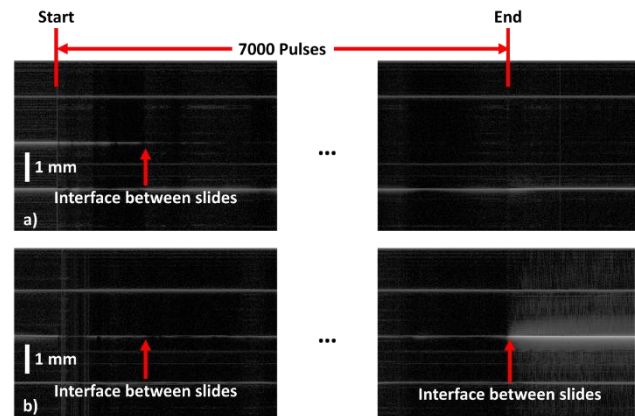 Start
End
7000 Pulses
...
1 mm
Interface between slides
a)
...
1 mm
Interface between slides
Interface between slides
b)